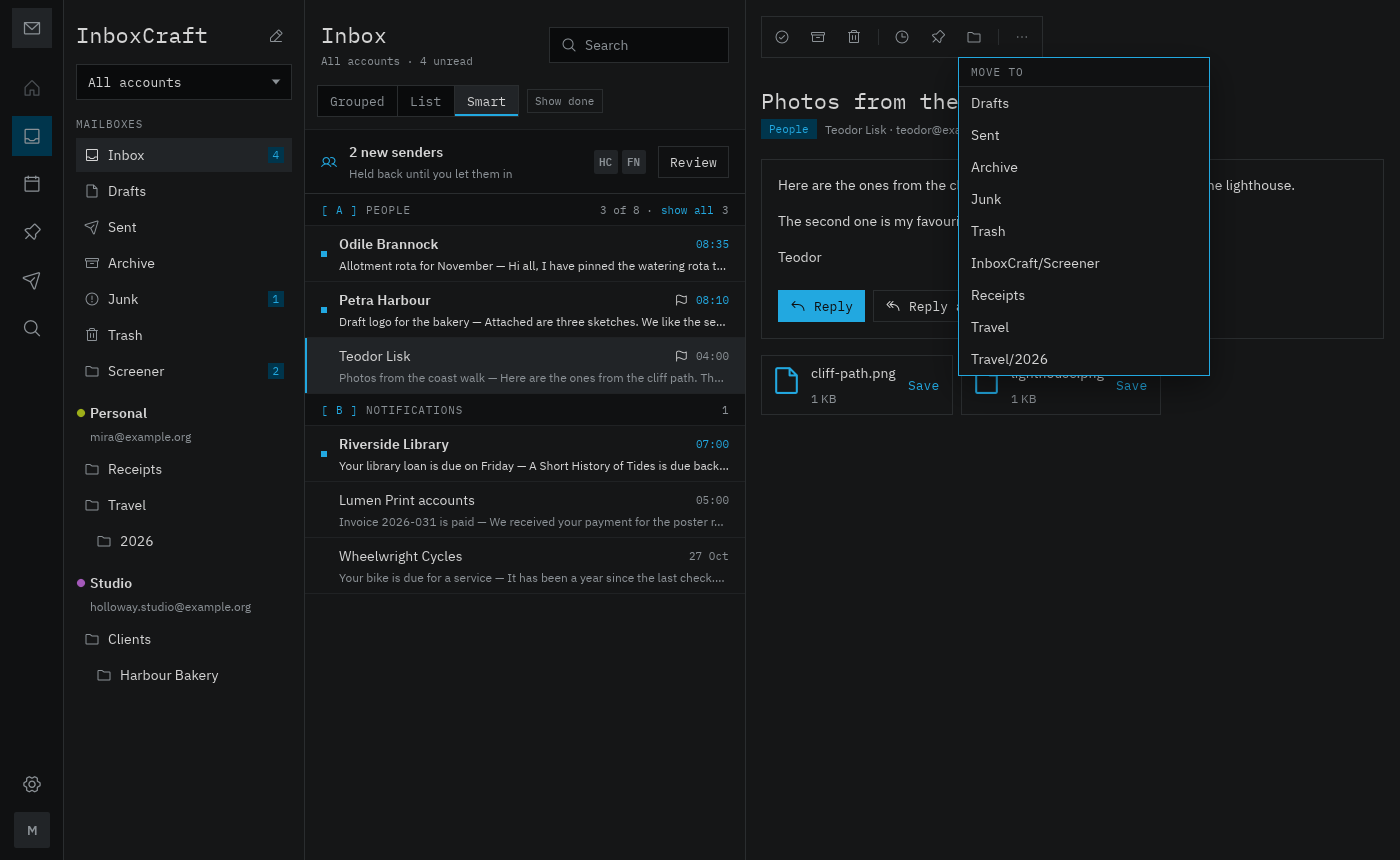 InboxCraft
All accounts
MAILBOXES
Inbox 4
Drafts
Sent
Archive
Junk 1
Trash
Screener 2
Personal
mira@example.org
Receipts
Travel
2026
Studio
holloway.studio@example.org
Clients
Harbour Bakery
M
Inbox
All accounts · 4 unread
Search
Grouped List Smart Show done
2 new senders
Held back until you let them in
HC FN Review
[ A ] PEOPLE 3 of 8 · show all 3
Odile Brannock 08:35
Allotment rota for November — Hi all, I have pinned the watering rota t…
Petra Harbour 08:10
Draft logo for the bakery — Attached are three sketches. We like the se…
Teodor Lisk 04:00
Photos from the coast walk — Here are the ones from the cliff path. Th…
[ B ] NOTIFICATIONS 1
Riverside Library 07:00
Your library loan is due on Friday — A Short History of Tides is due back…
Lumen Print accounts 05:00
Invoice 2026-031 is paid — We received your payment for the poster r…
Wheelwright Cycles 27 Oct
Your bike is due for a service — It has been a year since the last check.…
Photos from the
People Teodor Lisk · teodor@exa
Here are the ones from the cl
he lighthouse.
The second one is my favouri
Teodor
Reply Reply a
cliff-path.png
1 KB
Save
lighthouse.png
1 KB
Save
MOVE TO
Drafts
Sent
Archive
Junk
Trash
InboxCraft/Screener
Receipts
Travel
Travel/2026